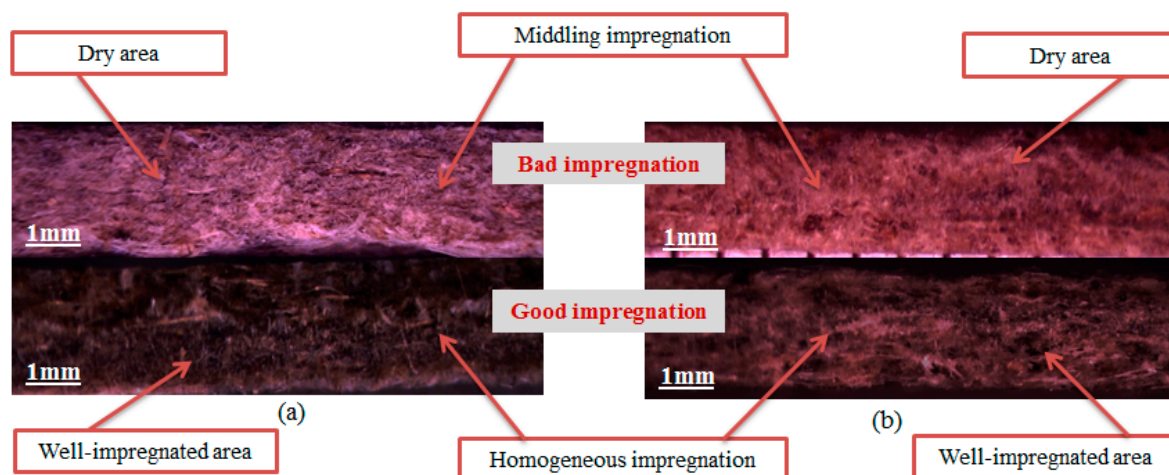 Dry area
Middling impregnation
Dry area
Bad impregnation
1mm
1mm
Good impregnation
1mm
1mm
(a)
(b)
Well-impregnated area
Homogeneous impregnation
Well-impregnated area